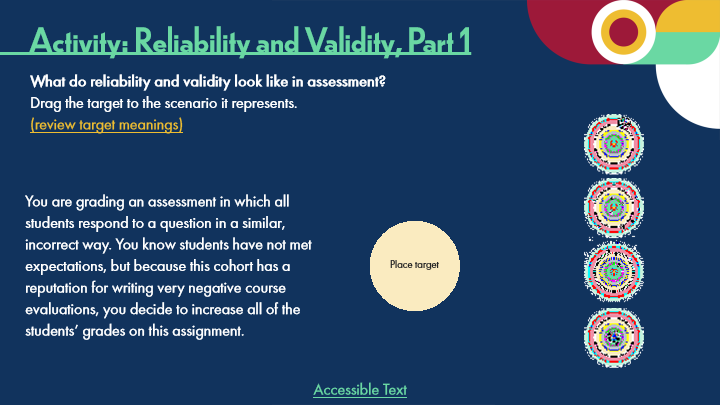 Activity: Reliability and Validity, Part 1
What do reliability and validity look like in assessment?
Drag the target to the scenario it represents.
(review target meanings)
You are grading an assessment in which all
students respond to a question in a similar,
incorrect way. You know students have not met
expectations, but because this cohort has a
reputation for writing very negative course
evaluations, you decide to increase all of the
students’ grades on this assignment.
Place target
Accessible Text